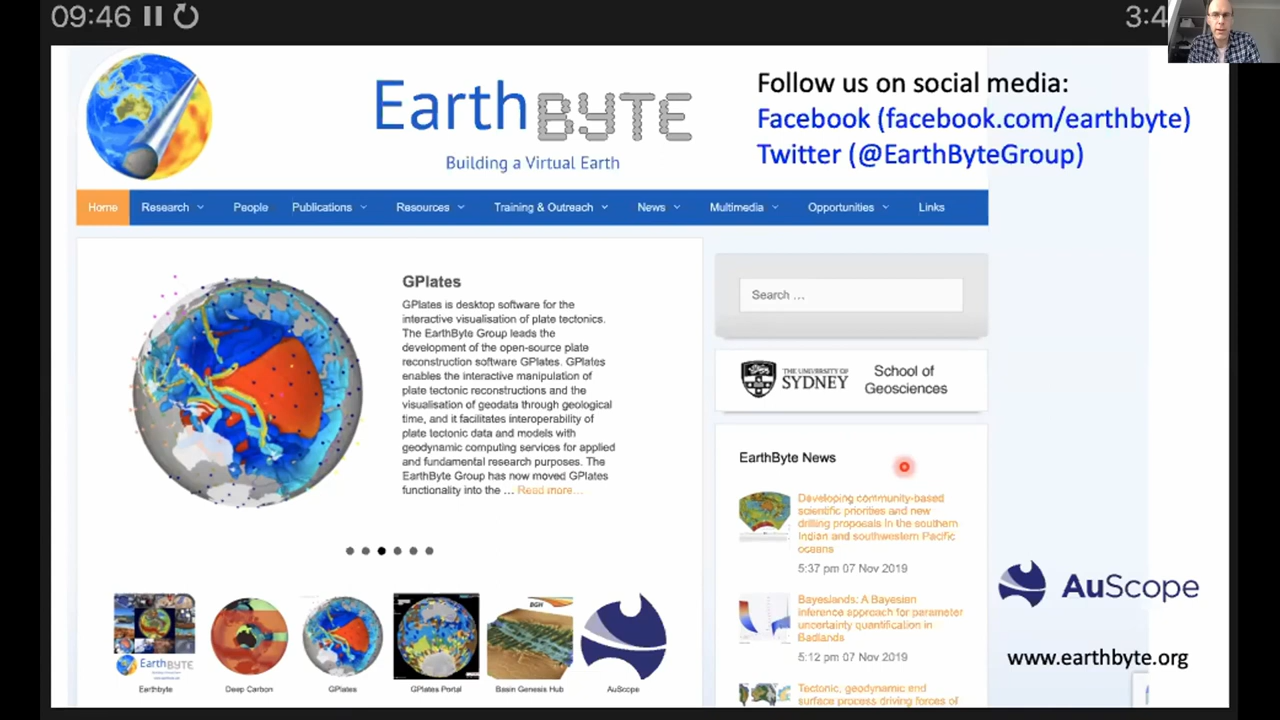 09:46
3:4
Earth BYTE
Building a Virtual Earth
Follow us on social media:
Facebook (facebook.com/earthbyte)
Twitter (@EarthByteGroup)
Home Research People Publications Resources Training & Outreach News Multimedia Opportunities Links
GPlates
GPlates is desktop software for the
interactive visualisation of plate tectonics.
The EarthByte Group leads the
development of the open-source plate
reconstruction software GPlates. GPlates
enables the interactive manipulation of
plate tectonic reconstructions and the
visualisation of geodata through geological
time, and it facilitates interoperability of
plate tectonic data and models with
geodynamic computing services for applied
and fundamental research purposes. The
EarthByte Group has now moved GPlates
functionality into the ... Read more...
Search ...
THE UNIVERSITY OF
SYDNEY
School of
Geosciences
EarthByte News
Developing community-based
scientific priorities and new
drilling proposals in the southern
Indian and southwestern Pacific
oceans
5:37 pm 07 Nov 2019
Bayeslands: A Bayesian
inference approach for parameter
uncertainty quantification in
Badlands
5:12 pm 07 Nov 2019
Tectonic, geodynamic and
surface process driving forces of
BGH
EarthBYTE
Earthbyte
Deep Carbon
GPlates
GPlates Portal
Basin Genesis Hub
AuScope
AuScope
www.earthbyte.org